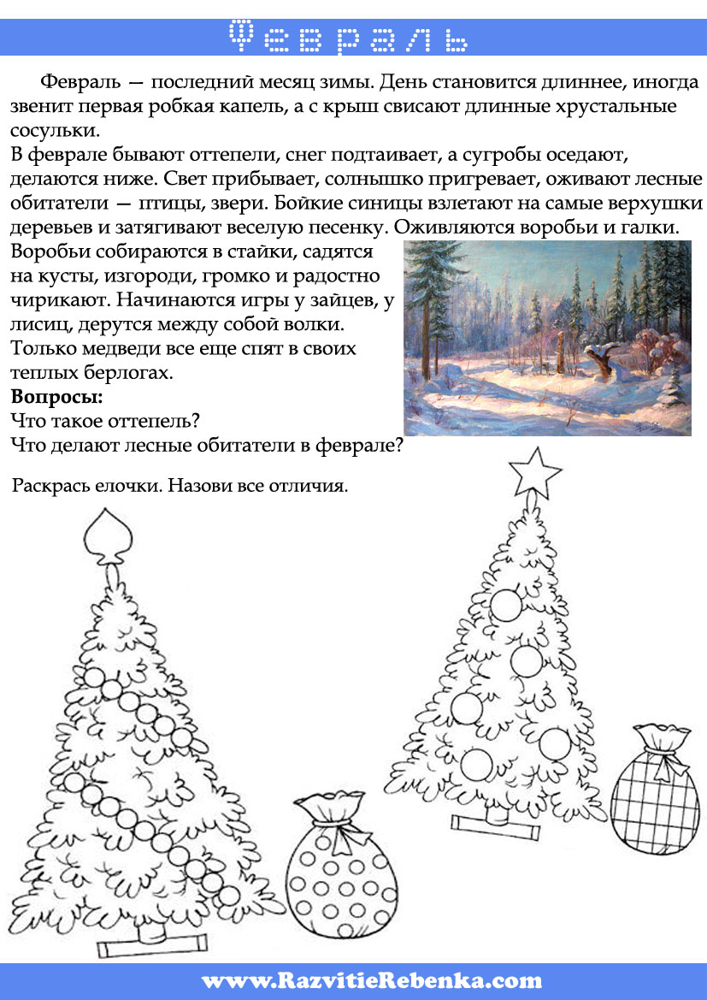 Февраль
Февраль — последний месяц зимы. День становится длиннее, иногда
звенит первая робкая капель, а с крыш свисают длинные хрустальные
сосульки.
В феврале бывают оттепели, снег подтаивает, а сугробы оседают,
делаются ниже. Свет прибывает, солнышко пригревает, оживают лесные
обитатели — птицы, звери. Бойкие синицы взлетают на самые верхушки
деревьев и затягивают веселую песенку. Оживляются воробьи и галки.
Воробьи собираются в стайки, садятся
на кусты, изгороди, громко и радостно
чирикают. Начинаются игры у зайцев, у
лисиц, дерутся между собой волки.
Только медведи все еще спят в своих
теплых берлогах.
Вопросы:
Что такое оттепель?
Что делают лесные обитатели в феврале?
Раскрась елочки. Назови все отличия.
www.RazvitieRebenka.com